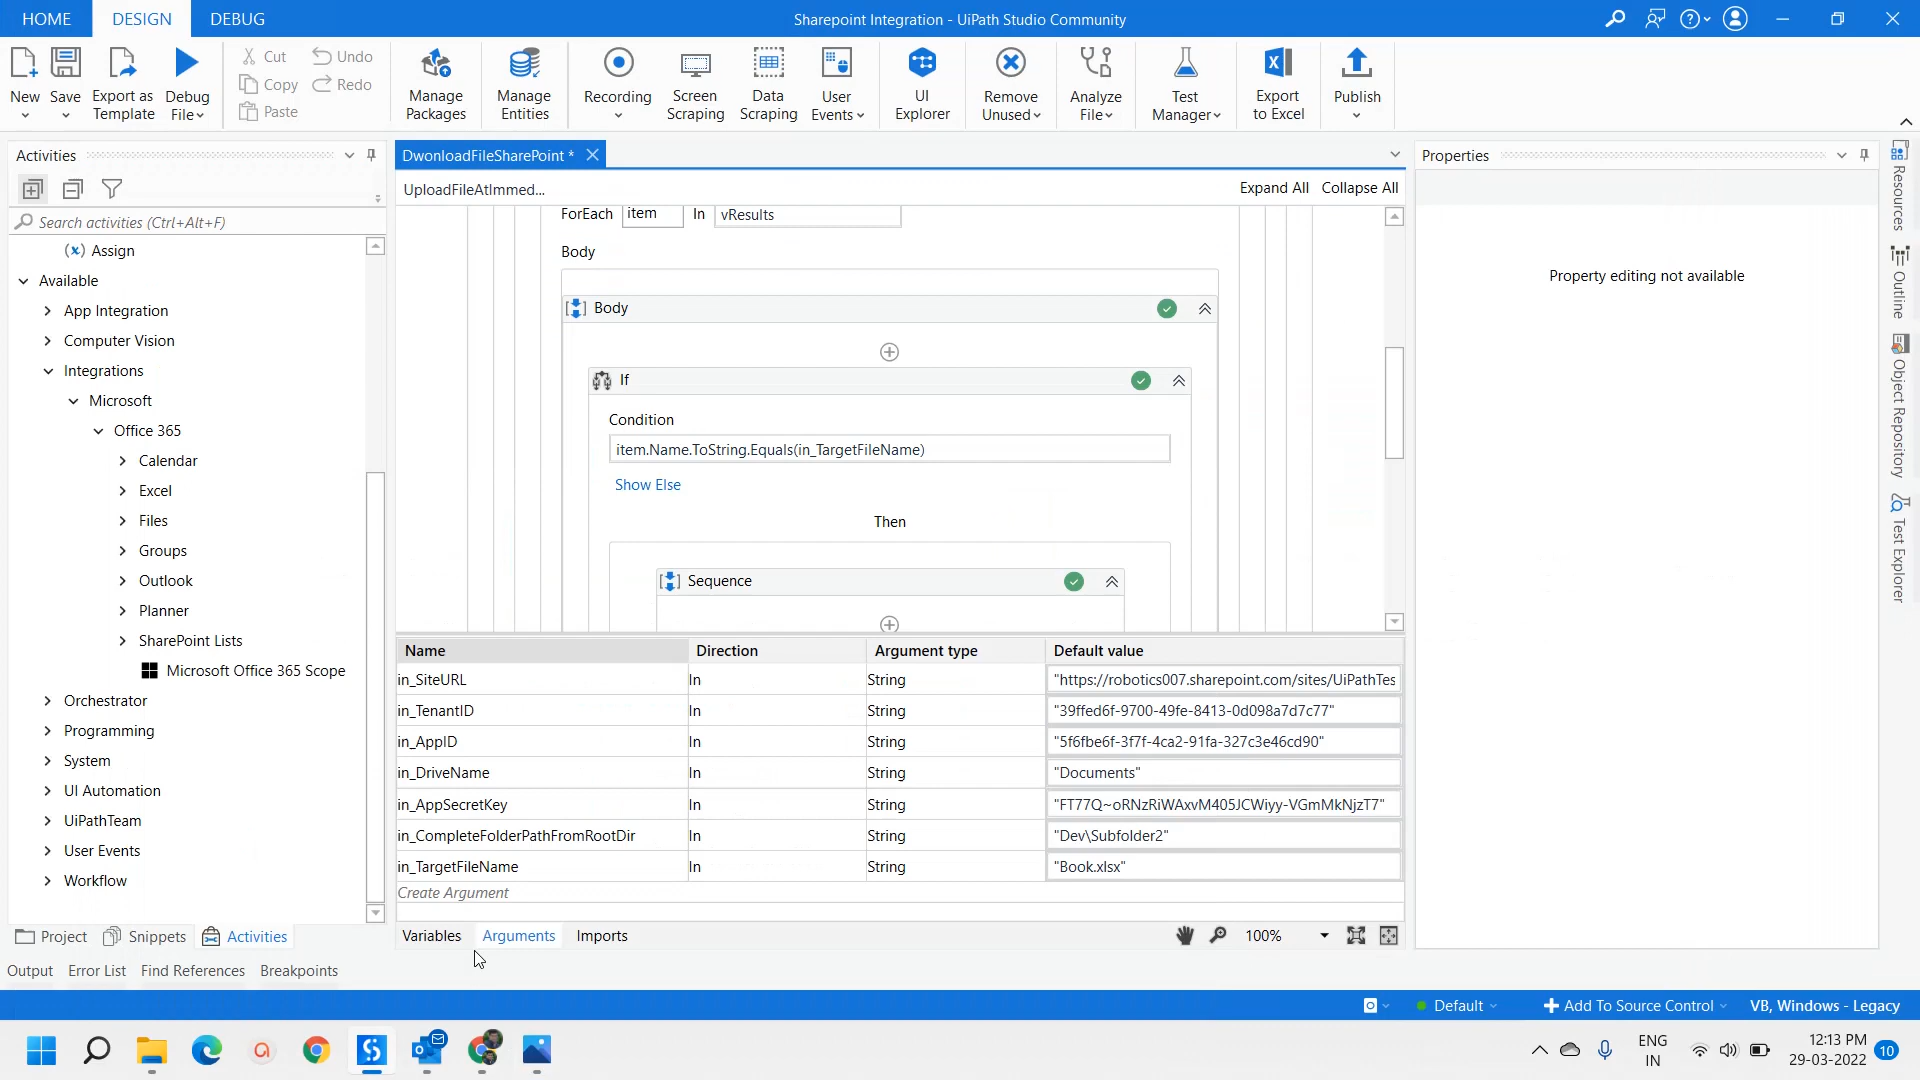 HOME DESIGN DEBUG
Sharepoint Integration - UiPath Studio Community
New
Save
Export as
Template
Debug
File
Cut
Copy
Paste
Undo
Redo
Manage
Packages
Manage
Entities
Recording
Screen
Scraping
Data
Scraping
User
Events
UI
Explorer
Remove
Unused
Analyze
File
Test
Manager
Export
to Excel
Publish
Activities
Search activities (Ctrl+Alt+F)
Assign
Available
App Integration
Computer Vision
Integrations
Microsoft
Office 365
Calendar
Excel
Files
Groups
Outlook
Planner
SharePoint Lists
Microsoft Office 365 Scope
Orchestrator
Programming
System
UI Automation
UiPathTeam
User Events
Workflow
Project Snippets Activities
DwonloadFileSharePoint *
UploadFileAtImmed...
Expand All Collapse All
ForEach item In vResults
Body
Body
If
Condition
item.Name.ToString.Equals(in_TargetFileName)
Show Else
Then
Sequence
Name Direction Argument type Default value
in_SiteURL In String "https://robotics007.sharepoint.com/sites/UiPathTes
in_TenantID In String "39ffed6f-9700-49fe-8413-0d098a7d7c77"
in_AppID In String "5f6fbe6f-3f7f-4ca2-91fa-327c3e46cd90"
in_DriveName In String "Documents"
in_AppSecretKey In String "FT77Q~oRNzRiWAxvM405JCWiyy-VGmMkNjzT7"
in_CompleteFolderPathFromRootDir In String "Dev\Subfolder2"
in_TargetFileName In String "Book.xlsx"
Create Argument
Variables Arguments Imports
100%
Properties
Property editing not available
Resources
Outline
Object Repository
Test Explorer
Output Error List Find References Breakpoints
Default
Add To Source Control
VB, Windows - Legacy
ENG
IN
12:13 PM
29-03-2022
10